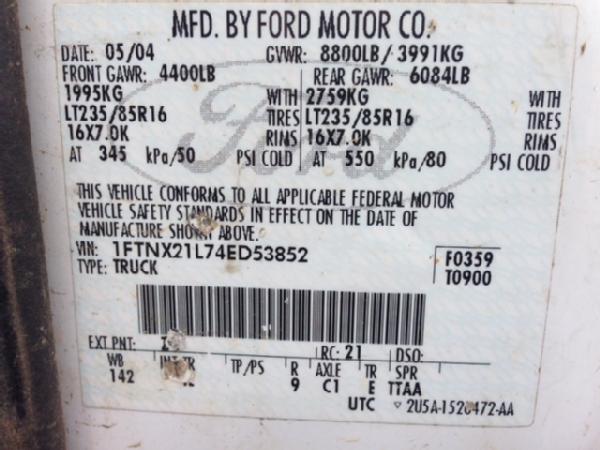 MFD. BY FORD MOTOR CO.
DATE: 05/04 GVWR: 8800LB/3991KG
FRONT GAWR: 4400LB REAR GAWR: 6084LB
1995KG WITH 2759KG WITH
LT235/85R16 TIRES LT235/85R16 TIRES
16X7.0K RIMS 16X7.0K RIMS
AT 345 kPa/50 PSI COLD AT 550 kPa/80 PSI COLD
THIS VEHICLE CONFORMS TO ALL APPLICABLE FEDERAL MOTOR
VEHICLE SAFETY STANDARDS IN EFFECT ON THE DATE OF
MANUFACTURE SHOWN ABOVE.
VIN: 1FTNX21L74ED53852 F0359
TYPE: TRUCK T0900
Ford
EXT PNT: RC: 21 DSO:
WB INT TR TP/PS R AXLE TR SPR
142 9 C1 E TTAA
UTC ▽ 2U5A-1520472-AA